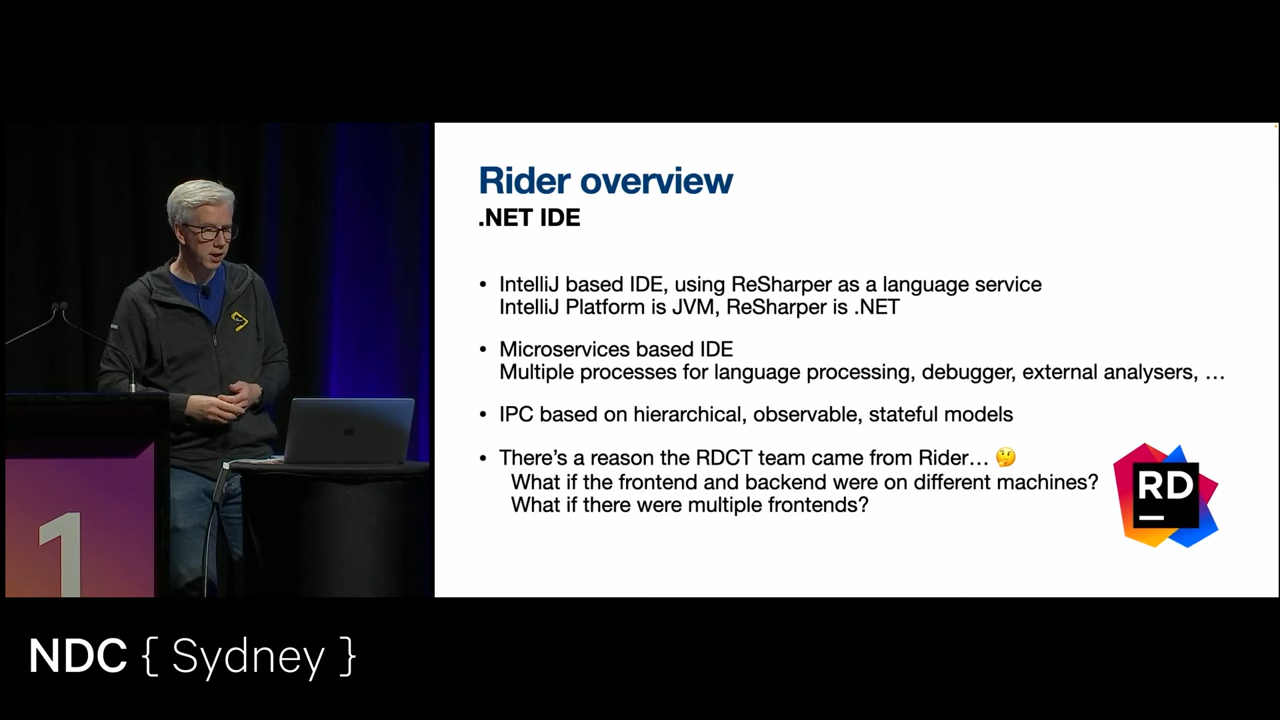 Rider overview
.NET IDE
• IntelliJ based IDE, using ReSharper as a language service
IntelliJ Platform is JVM, ReSharper is .NET
• Microservices based IDE
Multiple processes for language processing, debugger, external analysers, …
• IPC based on hierarchical, observable, stateful models
• There’s a reason the RDCT team came from Rider… 🤔
What if the frontend and backend were on different machines?
What if there were multiple frontends?
RD
1
NDC { Sydney }